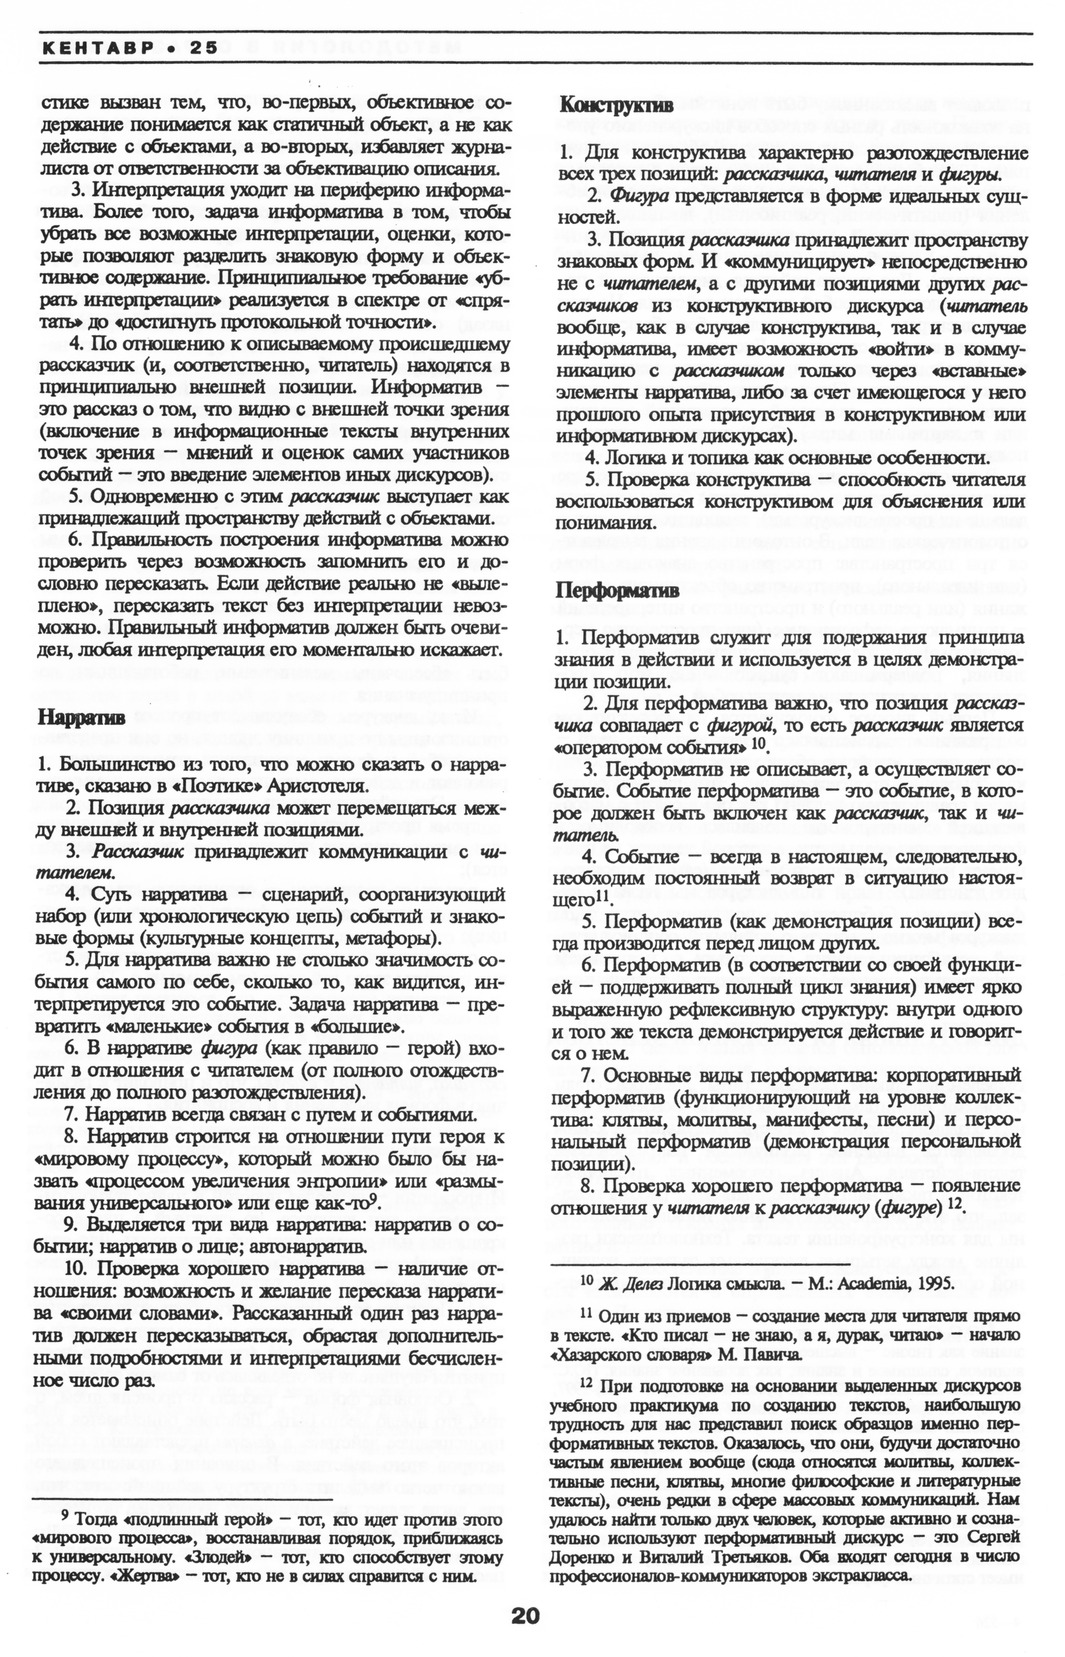 КЕНТАВР • 25
стике вызван тем, что, во-первых, объективное со-
держание понимается как статичный объект, а не как
действие с объектами, а во-вторых, избавляет журна-
листа от ответственности за объективацию описания.
3. Интерпретация уходит на периферию информа-
тива. Более того, задача информатива в том, чтобы
убрать все возможные интерпретации, оценки, кото-
рые позволяют разделить знаковую форму и объек-
тивное содержание. Принципиальное требование «уб-
рать интерпретации» реализуется в спектре от «спря-
тать» до «достигнуть протокольной точности».
4. По отношению к описываемому происшедшему
рассказчик (и, соответственно, читатель) находятся в
принципиально внешней позиции. Информатив —
это рассказ о том, что видно с внешней точки зрения
(включение в информационные тексты внутренних
точек зрения — мнений и оценок самих участников
событий — это введение элементов иных дискурсов).
5. Одновременно с этим рассказчик выступает как
принадлежащий пространству действий с объектами.
6. Правильность построения информатива можно
проверить через возможность запомнить его и до-
словно пересказать. Если действие реально не «выле-
плено», пересказать текст без интерпретации невоз-
можно. Правильный информатив должен быть очеви-
ден, любая интерпретация его моментально искажает.
Нарратив
1. Большинство из того, что можно сказать о нарра-
тиве, сказано в «Поэтике» Аристотеля.
2. Позиция рассказчика может перемещаться меж-
ду внешней и внутренней позициями.
3. Рассказчик принадлежит коммуникации с чи-
тателем.
4. Суть нарратива — сценарий, соорганизующий
набор (или хронологическую цепь) событий и знако-
вые формы (культурные концепты, метафоры).
5. Для нарратива важно не столько значимость со-
бытия самого по себе, сколько то, как видится, ин-
терпретируется это событие. Задача нарратива — пре-
вратить «маленькие» события в «большие».
6. В нарративе фигура (как правило — герой) вхо-
дит в отношения с читателем (от полного отождеств-
ления до полного разотождествления).
7. Нарратив всегда связан с путем и событиями.
8. Нарратив строится на отношении пути героя к
«мировому процессу», который можно было бы на-
звать «процессом увеличения энтропии» или «размы-
вания универсального» или еще как-то⁹.
9. Выделяется три вида нарратива: нарратив о со-
бытии; нарратив о лице; автонарратив.
10. Проверка хорошего нарратива — наличие от-
ношения: возможность и желание пересказа наррати-
ва «своими словами». Рассказанный один раз нарра-
тив должен пересказываться, обрастая дополнитель-
ными подробностями и интерпретациями бесчислен-
ное число раз.
⁹ Тогда «подлинный герой» — тот, кто идет против этого
«мирового процесса», восстанавливая порядок, приближаясь
к универсальному. «Злодей» — тот, кто способствует этому
процессу. «Жертва» — тот, кто не в силах справится с ним.
Конструктив
1. Для конструктива характерно разотождествление
всех трех позиций: рассказчика, читателя и фигуры.
2. Фигура представляется в форме идеальных сущ-
ностей.
3. Позиция рассказчика принадлежит пространству
знаковых форм. И «коммуницирует» непосредственно
не с читателем, а с другими позициями других рас-
сказчиков из конструктивного дискурса (читатель
вообще, как в случае конструктива, так и в случае
информатива, имеет возможность «войти» в комму-
никацию с рассказчиком только через «вставные»
элементы нарратива, либо за счет имеющегося у него
прошлого опыта присутствия в конструктивном или
информативном дискурсах).
4. Логика и топика как основные особенности.
5. Проверка конструктива — способность читателя
воспользоваться конструктивом для объяснения или
понимания.
Перформатив
1. Перформатив служит для подержания принципа
знания в действии и используется в целях демонстра-
ции позиции.
2. Для перформатива важно, что позиция рассказ-
чика совпадает с фигурой, то есть рассказчик является
«оператором события» ¹⁰.
3. Перформатив не описывает, а осуществляет со-
бытие. Событие перформатива — это событие, в кото-
рое должен быть включен как рассказчик, так и чи-
татель.
4. Событие — всегда в настоящем, следовательно,
необходим постоянный возврат в ситуацию настоя-
щего¹¹.
5. Перформатив (как демонстрация позиции) все-
гда производится перед лицом других.
6. Перформатив (в соответствии со своей функци-
ей — поддерживать полный цикл знания) имеет ярко
выраженную рефлексивную структуру: внутри одного
и того же текста демонстрируется действие и говорит-
ся о нем.
7. Основные виды перформатива: корпоративный
перформатив (функционирующий на уровне коллек-
тива: клятвы, молитвы, манифесты, песни) и персо-
нальный перформатив (демонстрация персональной
позиции).
8. Проверка хорошего перформатива — появление
отношения у читателя к рассказчику (фигуре) ¹².
¹⁰ Ж. Делез Логика смысла. — М.: Academia, 1995.
¹¹ Один из приемов — создание места для читателя прямо
в тексте. «Кто писал — не знаю, а я, дурак, читаю» — начало
«Хазарского словаря» М. Павича.
¹² При подготовке на основании выделенных дискурсов
учебного практикума по созданию текстов, наибольшую
трудность для нас представил поиск образцов именно пер-
формативных текстов. Оказалось, что они, будучи достаточно
частым явлением вообще (сюда относятся молитвы, коллек-
тивные песни, клятвы, многие философские и литературные
тексты), очень редки в сфере массовых коммуникаций. Нам
удалось найти только двух человек, которые активно и созна-
тельно используют перформативный дискурс — это Сергей
Доренко и Виталий Третьяков. Оба входят сегодня в число
профессионалов-коммуникаторов экстракласса.
20